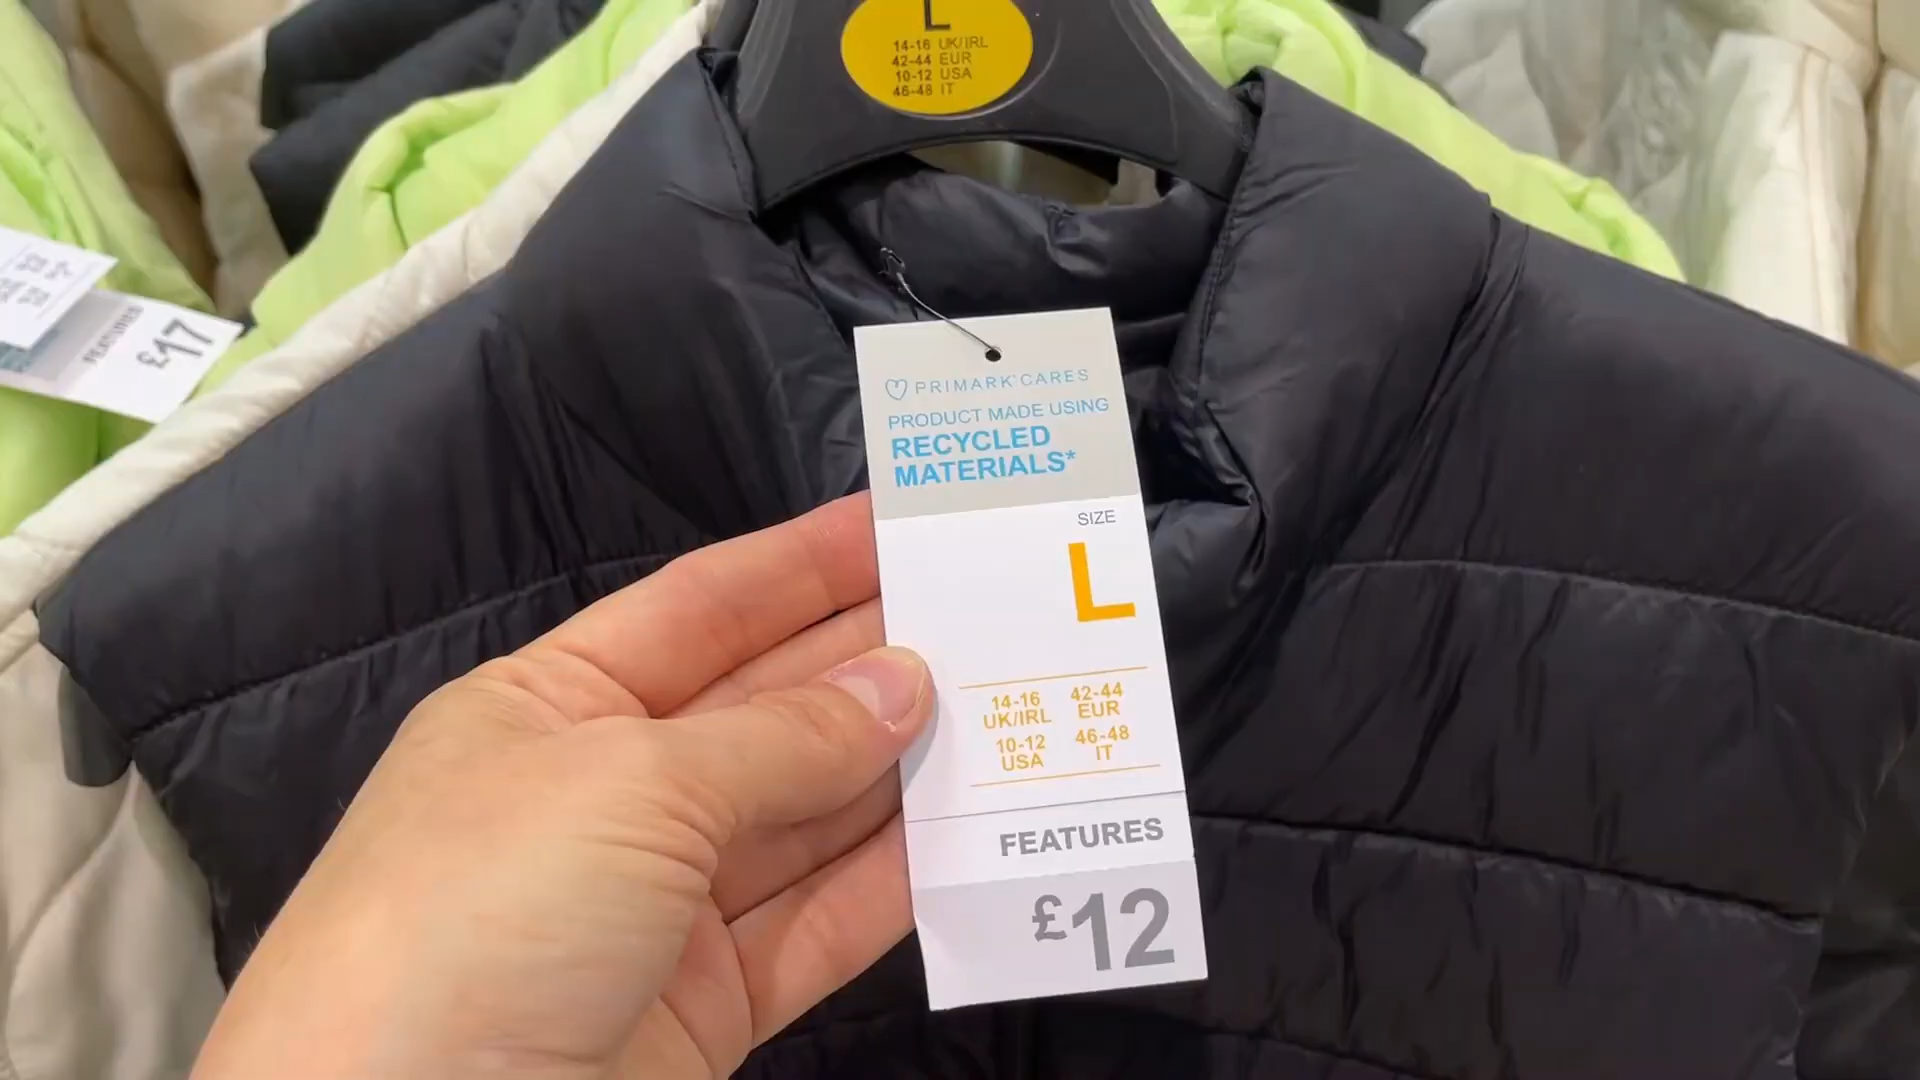 L
14-16 UK/IRL
42-44 EUR
10-12 USA
46-48 IT
FEATURES
£17
PRIMARK® CARES
PRODUCT MADE USING
RECYCLED
MATERIALS*
SIZE
L
14-16 UK/IRL
42-44 EUR
10-12 USA
46-48 IT
FEATURES
£12